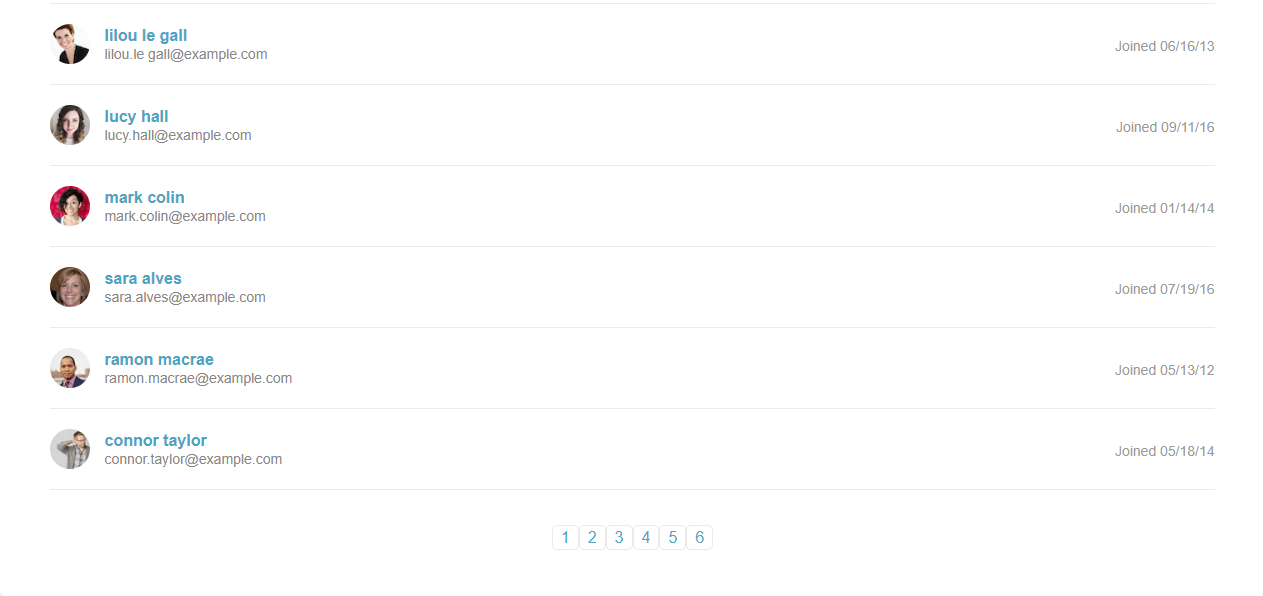 lilou le gall
lilou.le gall@example.com
Joined 06/16/13
lucy hall
lucy.hall@example.com
Joined 09/11/16
mark colin
mark.colin@example.com
Joined 01/14/14
sara alves
sara.alves@example.com
Joined 07/19/16
ramon macrae
ramon.macrae@example.com
Joined 05/13/12
connor taylor
connor.taylor@example.com
Joined 05/18/14
1 2 3 4 5 6